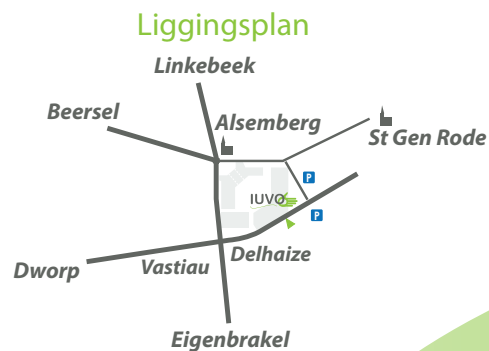 Liggingsplan
Linkebeek
Beersel
Alsemberg
St Gen Rode
P
IUVO
P
Delhaize
Vastiau
Dworp
Eigenbrakel